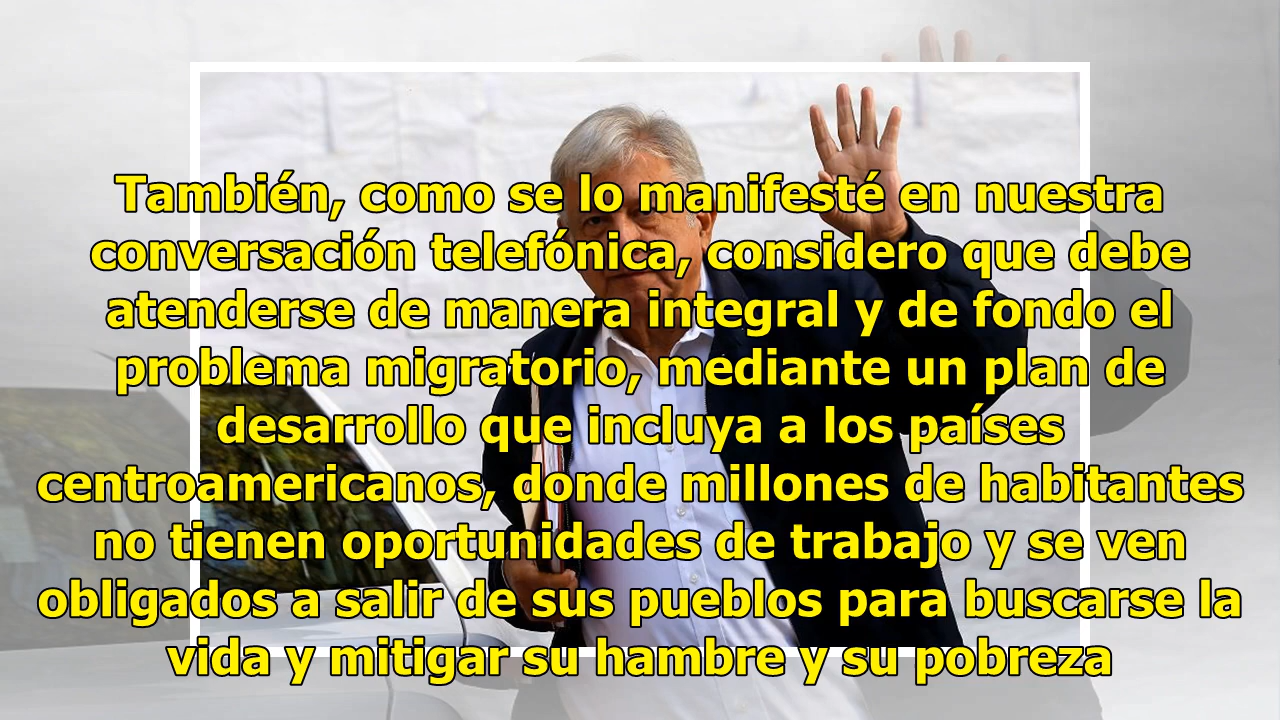 También, como se lo manifesté en nuestra
conversación telefónica, considero que debe
atenderse de manera integral y de fondo el
problema migratorio, mediante un plan de
desarrollo que incluya a los países
centroamericanos, donde millones de habitantes
no tienen oportunidades de trabajo y se ven
obligados a salir de sus pueblos para buscarse la
vida y mitigar su hambre y su pobreza